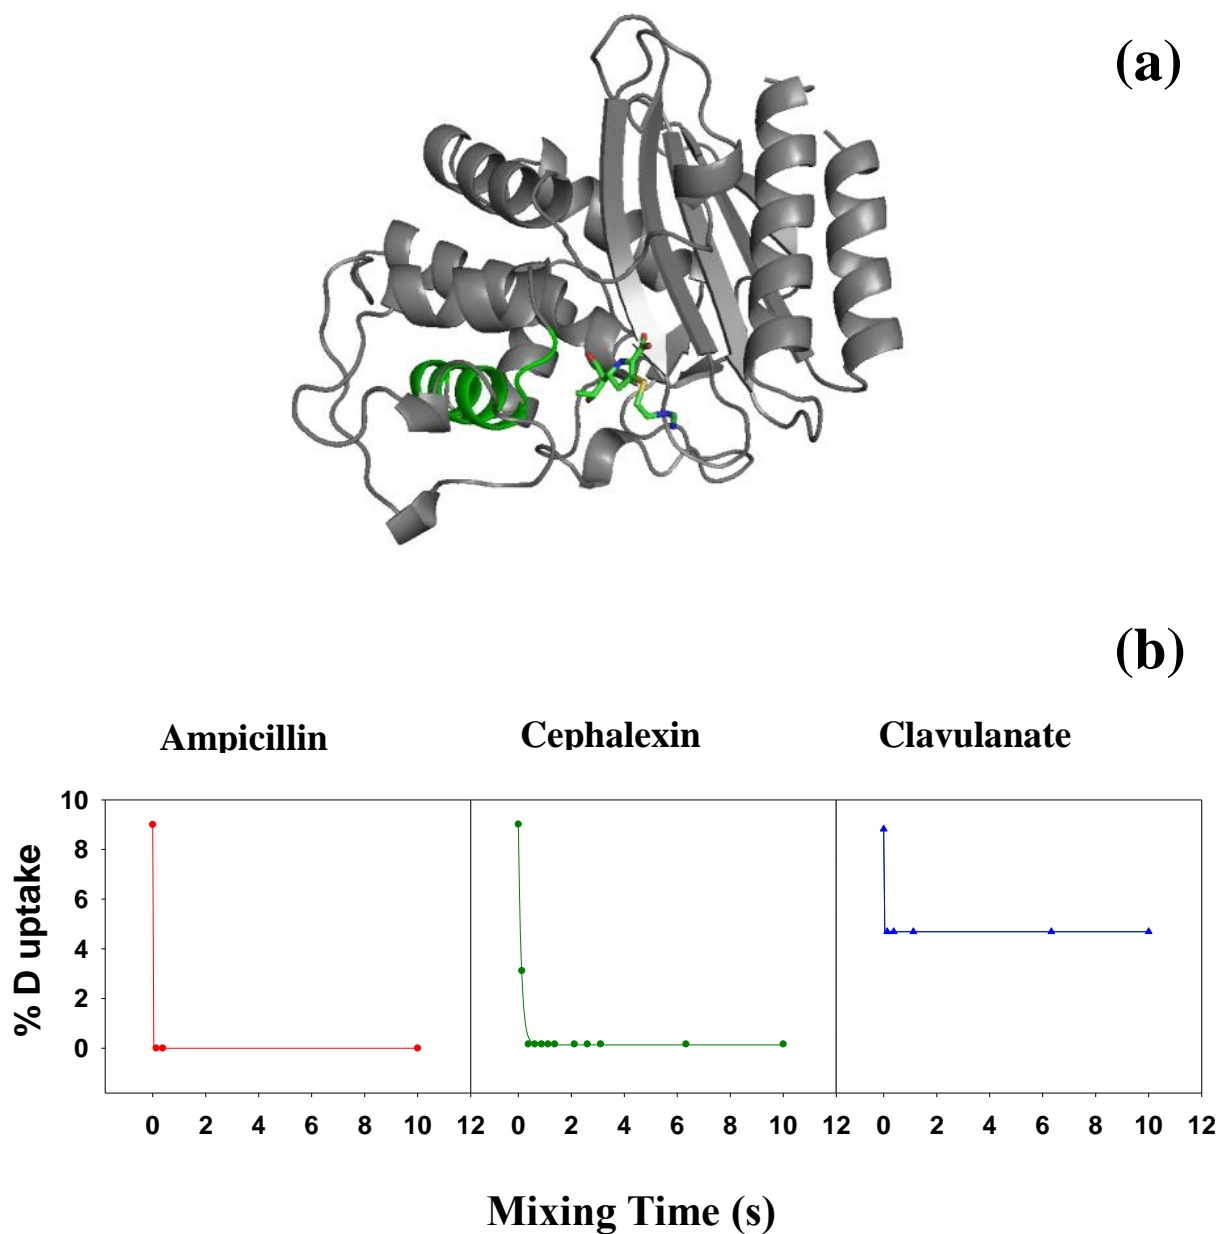 (a)
(b)
Ampicillin Cephalexin Clavulanate
10
8
6
4
2
0
% D uptake
0 2 4 6 8 10 12 0 2 4 6 8 10 12 0 2 4 6 8 10 12
Mixing Time (s)